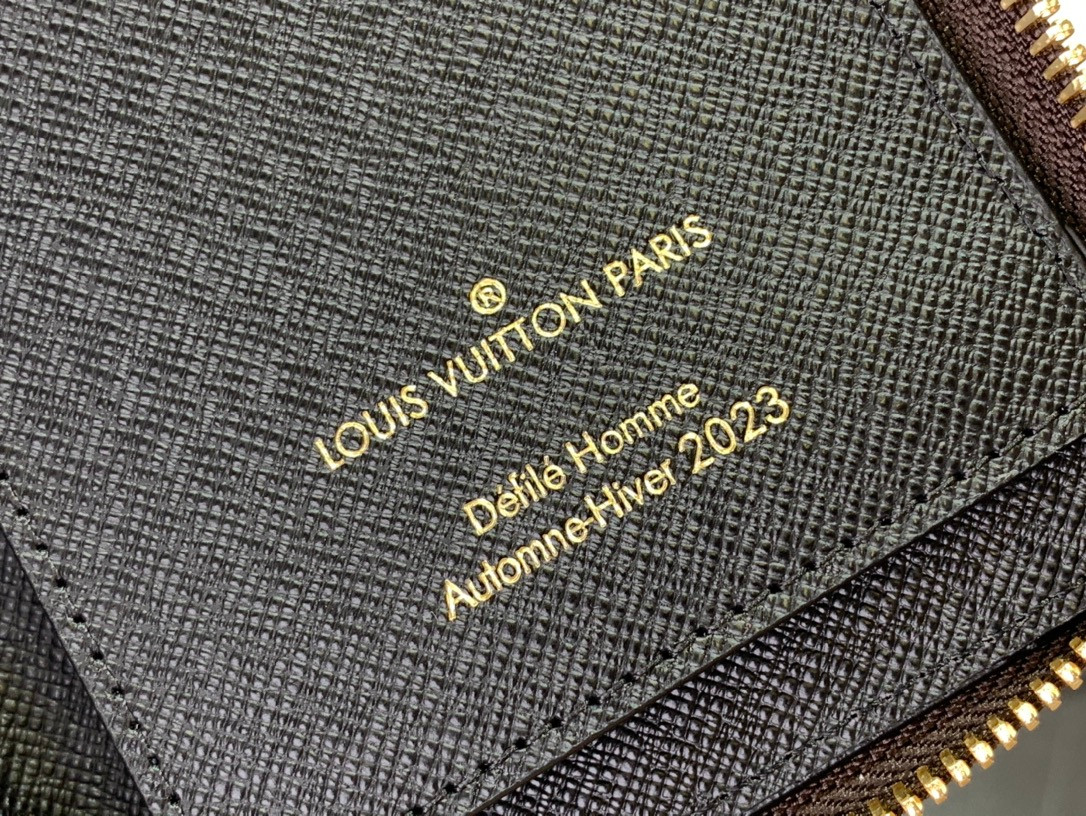 ®
LOUIS VUITTON PARIS
Défilé Homme
Automne-Hiver 2023